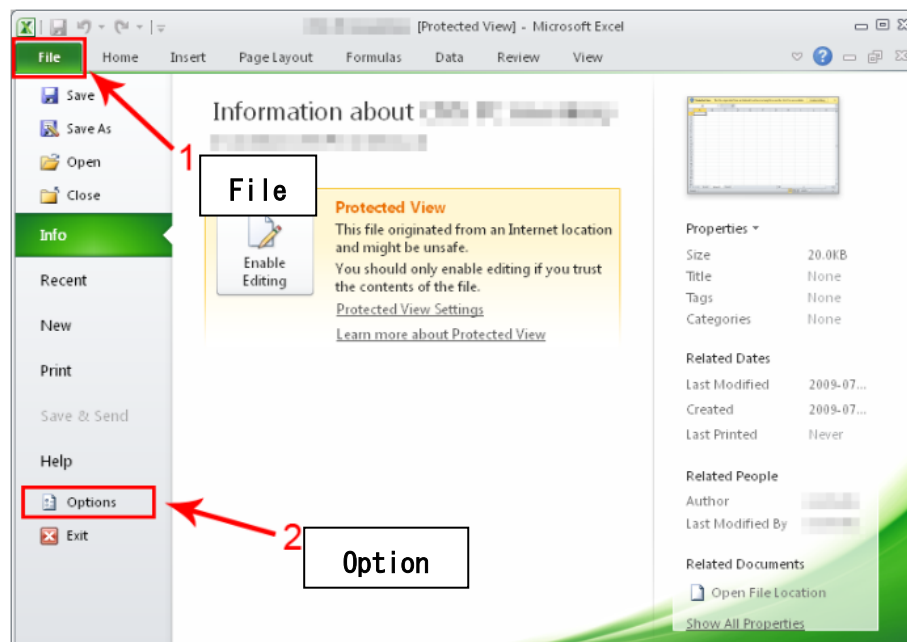 [Protected View] - Microsoft Excel
File Home Insert Page Layout Formulas Data Review View
Save
Save As
Open
Close
Info
Recent
New
Print
Save & Send
Help
Options
Exit
1
File
2
Option
Information about
Enable
Editing
Protected View
This file originated from an Internet location
and might be unsafe.
You should only enable editing if you trust
the contents of the file.
Protected View Settings
Learn more about Protected View
Properties
Size 20.0KB
Title None
Tags None
Categories None
Related Dates
Last Modified 2009-07...
Created 2009-07...
Last Printed Never
Related People
Author
Last Modified By
Related Documents
Open File Location
Show All Properties